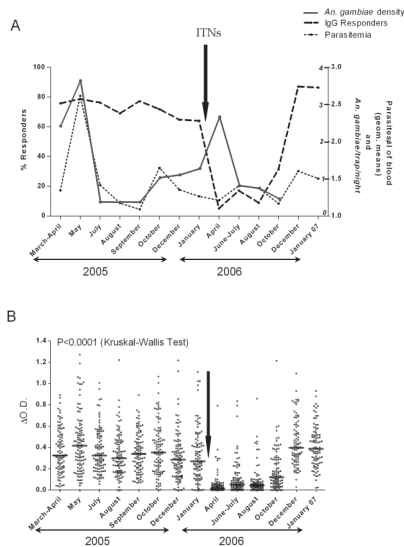 An. gambiae density
IgG Responders
Parasitemia
A
ITNs
100
80
60
40
20
0
% Responders
4
3
2
1
0
3.0
2.5
2.0
1.5
1.0
An. gambiae/trap/night
and
Parasites/µl of blood
(geom. means)
March-April
May
July
August
September
October
December
January
April
June-July
August
October
December
January 07
2005
2006
B
P<0.0001 (Kruskal-Wallis Test)
1.4
1.2
1.0
0.8
0.6
0.4
0.2
0.0
ΔO.D.
March-April
May
July
August
September
October
December
January
April
June-July
August
October
December
January 07
2005
2006